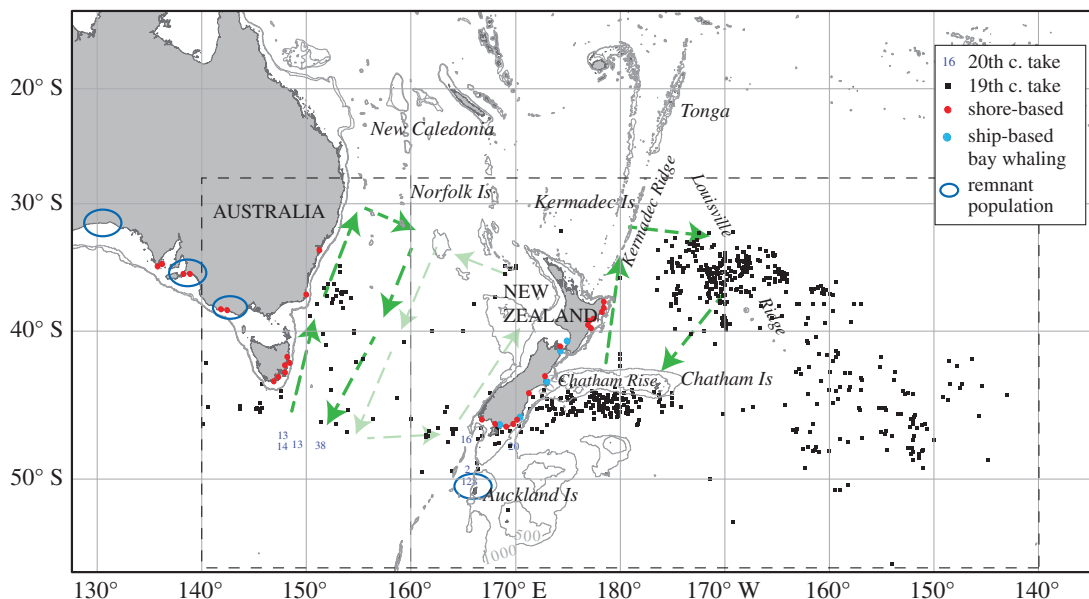 20° S
30° S
40° S
50° S
130°
140°
150°
160°
170° E
180°
170° W
160°
150°
140°
16 20th c. take
19th c. take
shore-based
ship-based
bay whaling
remnant
population
New Caledonia
Tonga
Norfolk Is
Kermadec Is
Kermadec Ridge
Louisville
Ridge
AUSTRALIA
NEW
ZEALAND
Chatham Rise
Chatham Is
Auckland Is
13
14
13
38
16
20
2
500
000